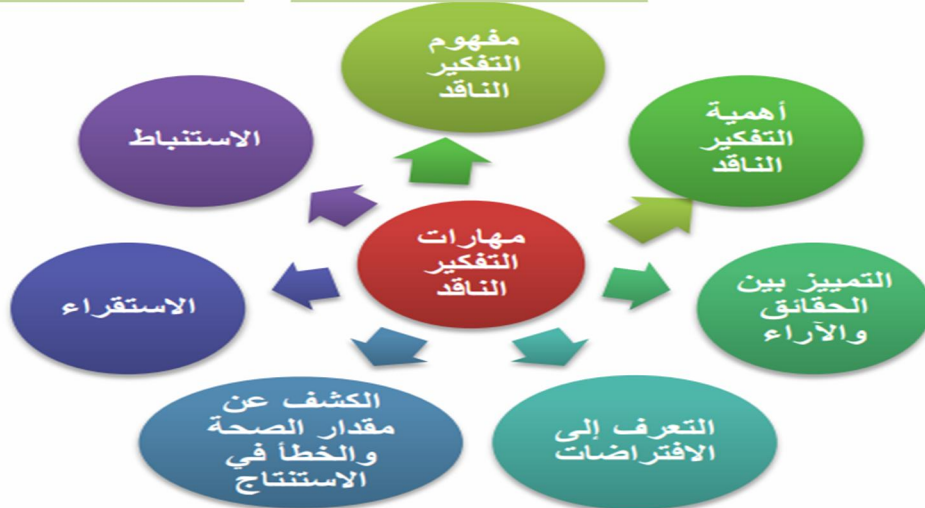 مفهوم
التفكير
الناقد
أهمية
التفكير
الناقد
التمييز بين
الحقائق
والآراء
التعرف إلى
الافتراضات
الكشف عن
مقدار الصحة
والخطأ في
الاستنتاج
الاستقراء
الاستنباط
مهارات
التفكير
الناقد